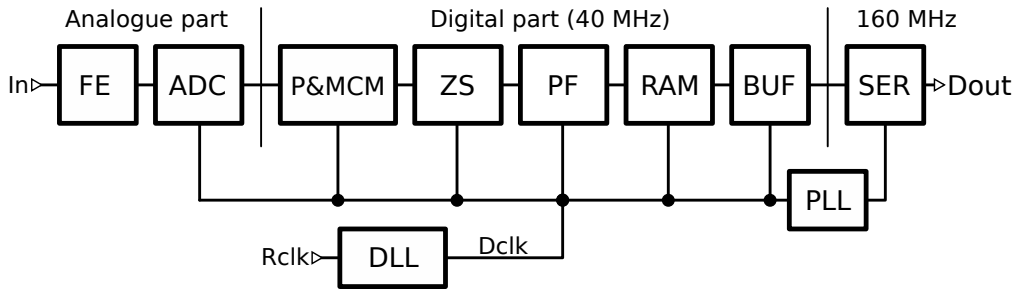 Analogue part Digital part (40 MHz) 160 MHz
In FE ADC P&MCM ZS PF RAM BUF SER Dout
PLL
Rclk DLL Dclk